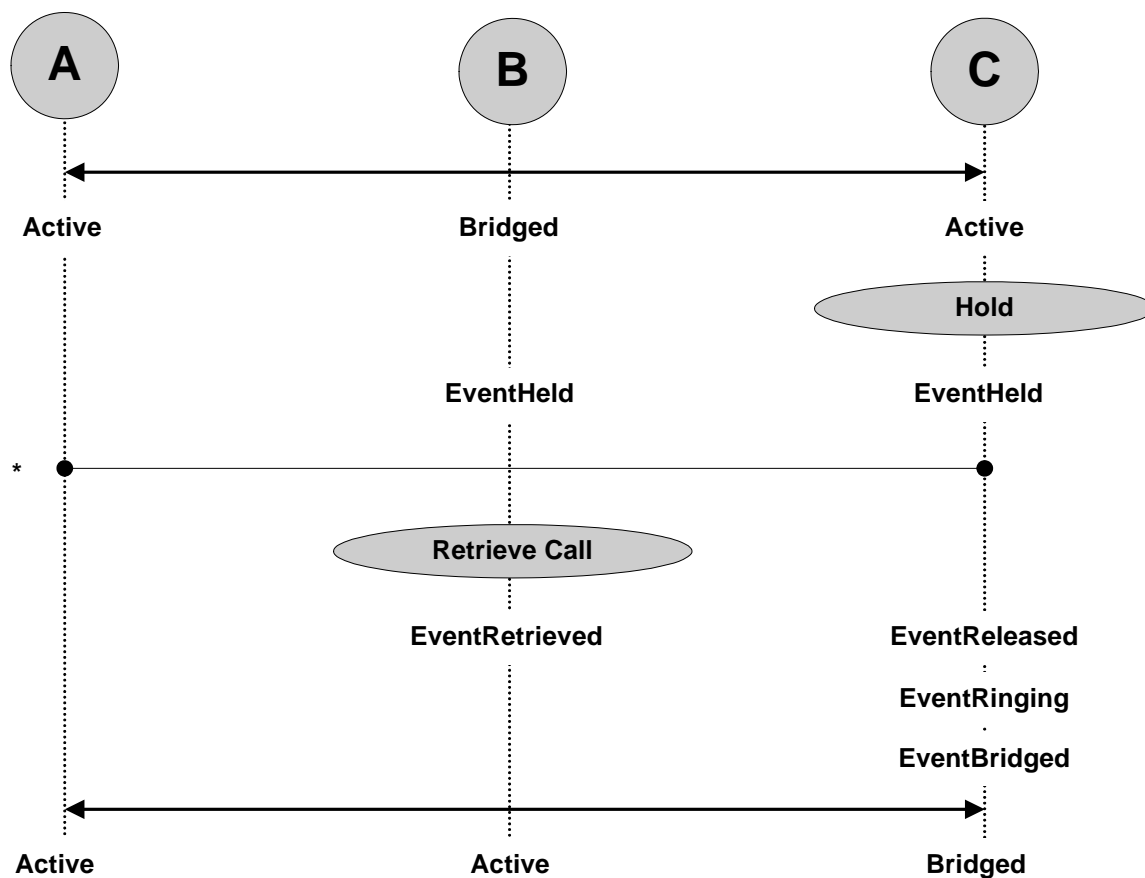 A B C
Active Bridged Active
Hold
EventHeld EventHeld
*
Retrieve Call
EventRetrieved EventReleased
EventRinging
EventBridged
Active Active Bridged